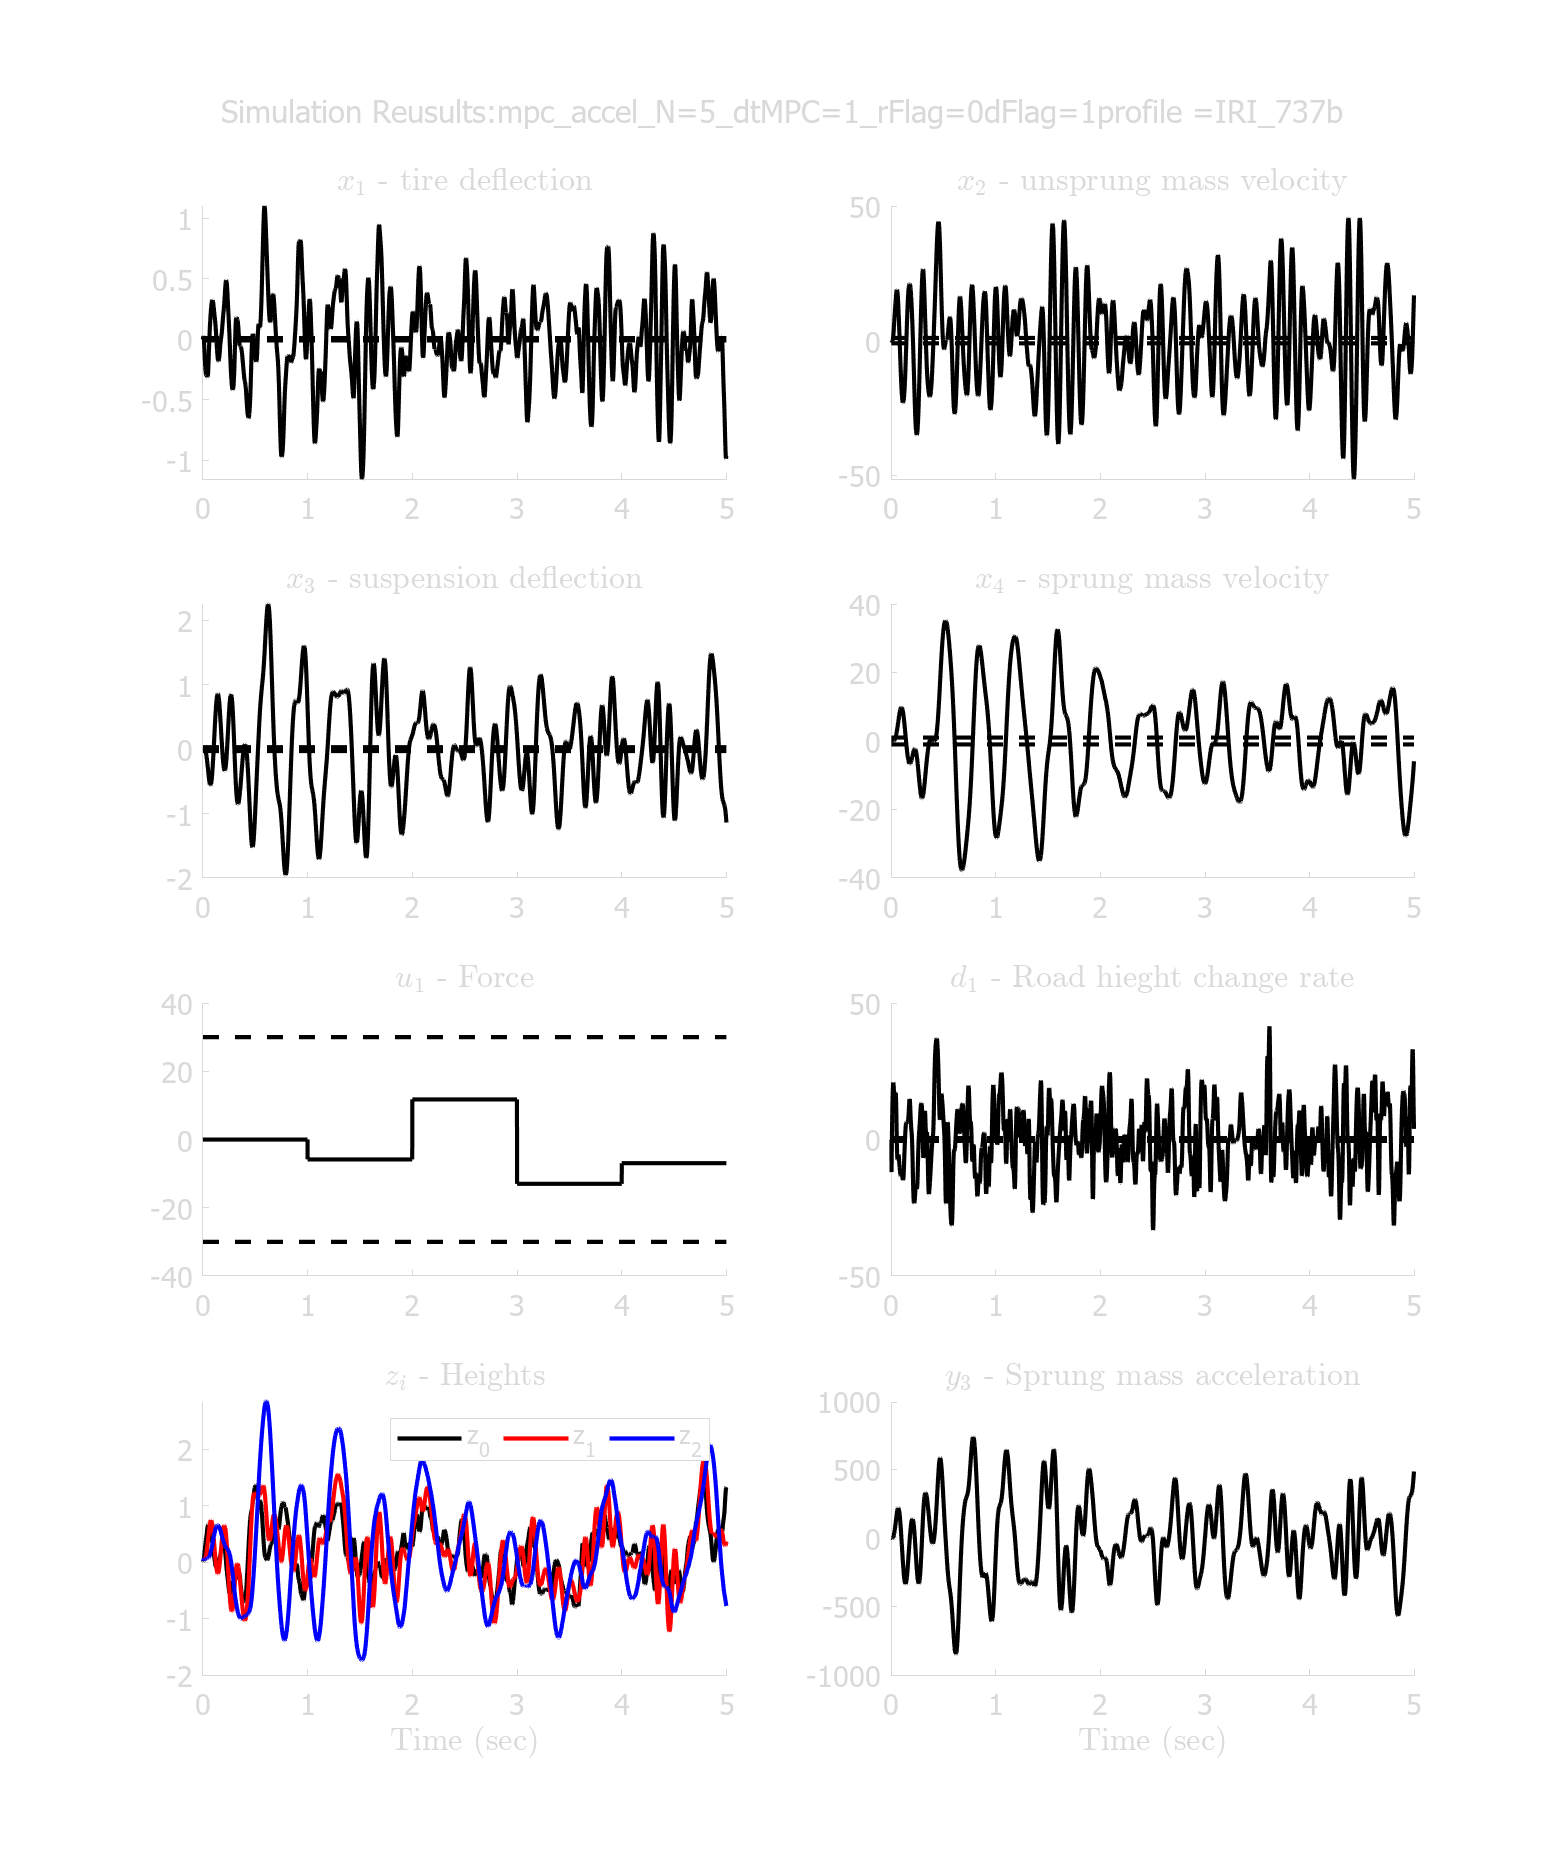 Simulation Reusults:mpc_accel_N=5_dtMPC=1_rFlag=0dFlag=1profile =IRI_737b
x₁ - tire deflection
1
0.5
0
-0.5
-1
0 1 2 3 4 5
x₂ - unsprung mass velocity
50
0
-50
0 1 2 3 4 5
x₃ - suspension deflection
2
1
0
-1
-2
0 1 2 3 4 5
x₄ - sprung mass velocity
40
20
0
-20
-40
0 1 2 3 4 5
u₁ - Force
40
20
0
-20
-40
0 1 2 3 4 5
d₁ - Road hieght change rate
50
0
-50
0 1 2 3 4 5
zᵢ - Heights
z₀ z₁ z₂
2
1
0
-1
-2
0 1 2 3 4 5
Time (sec)
y₃ - Sprung mass acceleration
1000
500
0
-500
-1000
0 1 2 3 4 5
Time (sec)